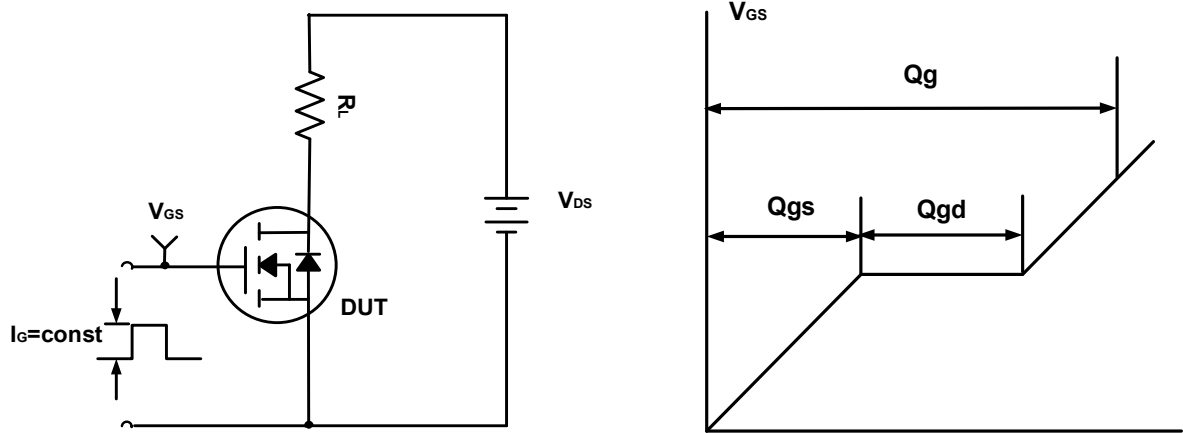 RL
VDS
VGS
DUT
IG=const
VGS
Qg
Qgs
Qgd